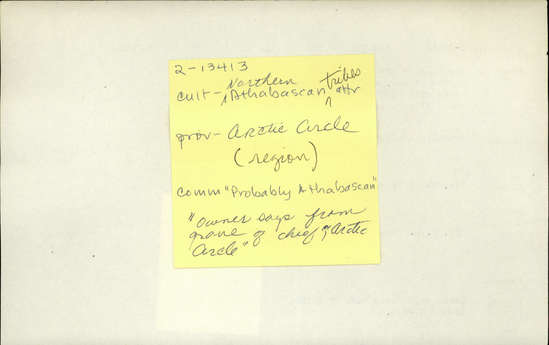 2-13413
cult- Northern Athabascan tribes attr
prov- Arctic Circle
(region)
comm "Probably Athabascan"
"owner says from
grave of chief of Arctic
Circle"